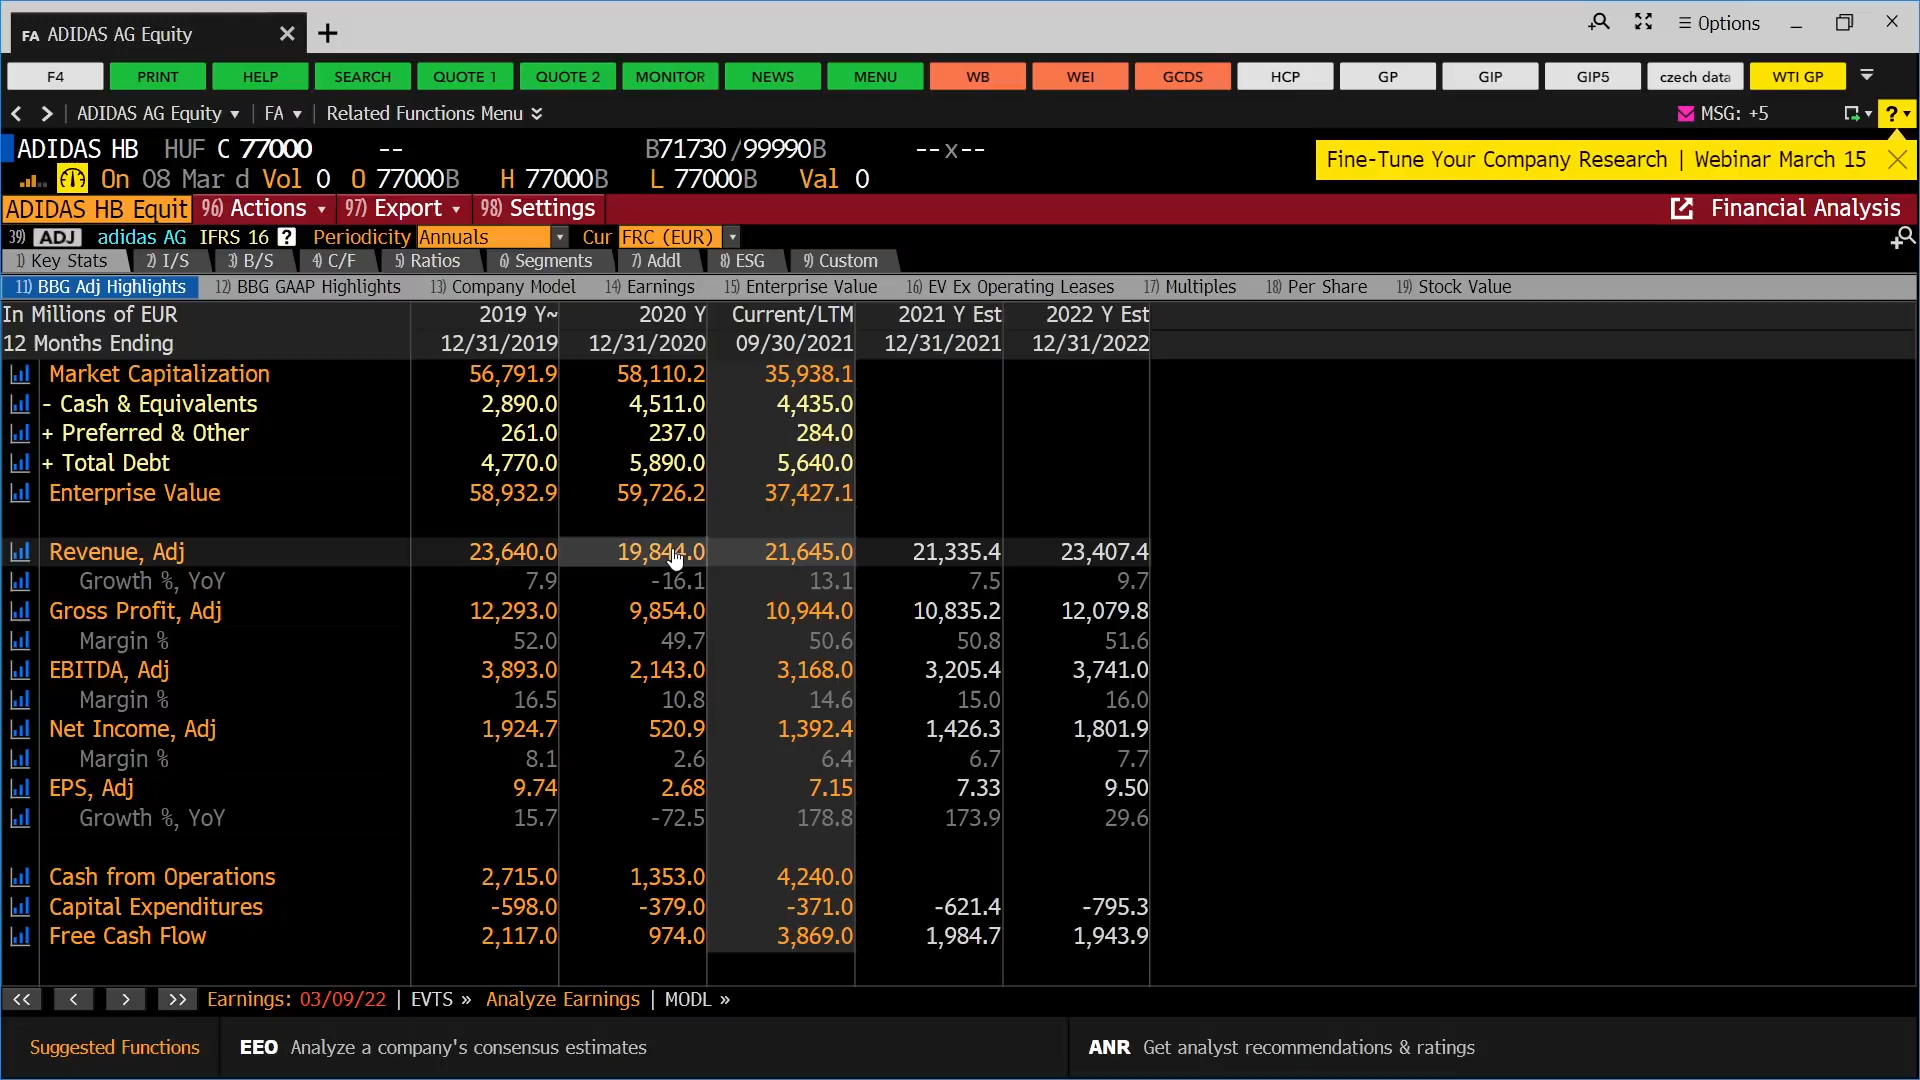 FA ADIDAS AG Equity × +
Options
F4 PRINT HELP SEARCH QUOTE 1 QUOTE 2 MONITOR NEWS MENU WB WEI GCDS HCP GP GIP GIP5 czech data WTI GP
< > | ADIDAS AG Equity | FA | Related Functions Menu MSG: +5 ?
ADIDAS HB HUF C 77000 -- B71730 /99990B --x--
On 08 Mar d Vol 0 O 77000B H 77000B L 77000B Val 0
Fine-Tune Your Company Research | Webinar March 15
ADIDAS HB Equit 96) Actions 97) Export 98) Settings Financial Analysis
39) ADJ adidas AG IFRS 16 ? Periodicity Annuals Cur FRC (EUR)
1) Key Stats 2) I/S 3) B/S 4) C/F 5) Ratios 6) Segments 7) Addl 8) ESG 9) Custom
11) BBG Adj Highlights 12) BBG GAAP Highlights 13) Company Model 14) Earnings 15) Enterprise Value 16) EV Ex Operating Leases 17) Multiples 18) Per Share 19) Stock Value
In Millions of EUR 2019 Y~ 2020 Y Current/LTM 2021 Y Est 2022 Y Est
12 Months Ending 12/31/2019 12/31/2020 09/30/2021 12/31/2021 12/31/2022
Market Capitalization 56,791.9 58,110.2 35,938.1
- Cash & Equivalents 2,890.0 4,511.0 4,435.0
+ Preferred & Other 261.0 237.0 284.0
+ Total Debt 4,770.0 5,890.0 5,640.0
Enterprise Value 58,932.9 59,726.2 37,427.1
Revenue, Adj 23,640.0 19,844.0 21,645.0 21,335.4 23,407.4
Growth %, YoY 7.9 -16.1 13.1 7.5 9.7
Gross Profit, Adj 12,293.0 9,854.0 10,944.0 10,835.2 12,079.8
Margin % 52.0 49.7 50.6 50.8 51.6
EBITDA, Adj 3,893.0 2,143.0 3,168.0 3,205.4 3,741.0
Margin % 16.5 10.8 14.6 15.0 16.0
Net Income, Adj 1,924.7 520.9 1,392.4 1,426.3 1,801.9
Margin % 8.1 2.6 6.4 6.7 7.7
EPS, Adj 9.74 2.68 7.15 7.33 9.50
Growth %, YoY 15.7 -72.5 178.8 173.9 29.6
Cash from Operations 2,715.0 1,353.0 4,240.0
Capital Expenditures -598.0 -379.0 -371.0 -621.4 -795.3
Free Cash Flow 2,117.0 974.0 3,869.0 1,984.7 1,943.9
<< < > >> Earnings: 03/09/22 | EVTS » Analyze Earnings | MODL »
Suggested Functions EEO Analyze a company's consensus estimates ANR Get analyst recommendations & ratings